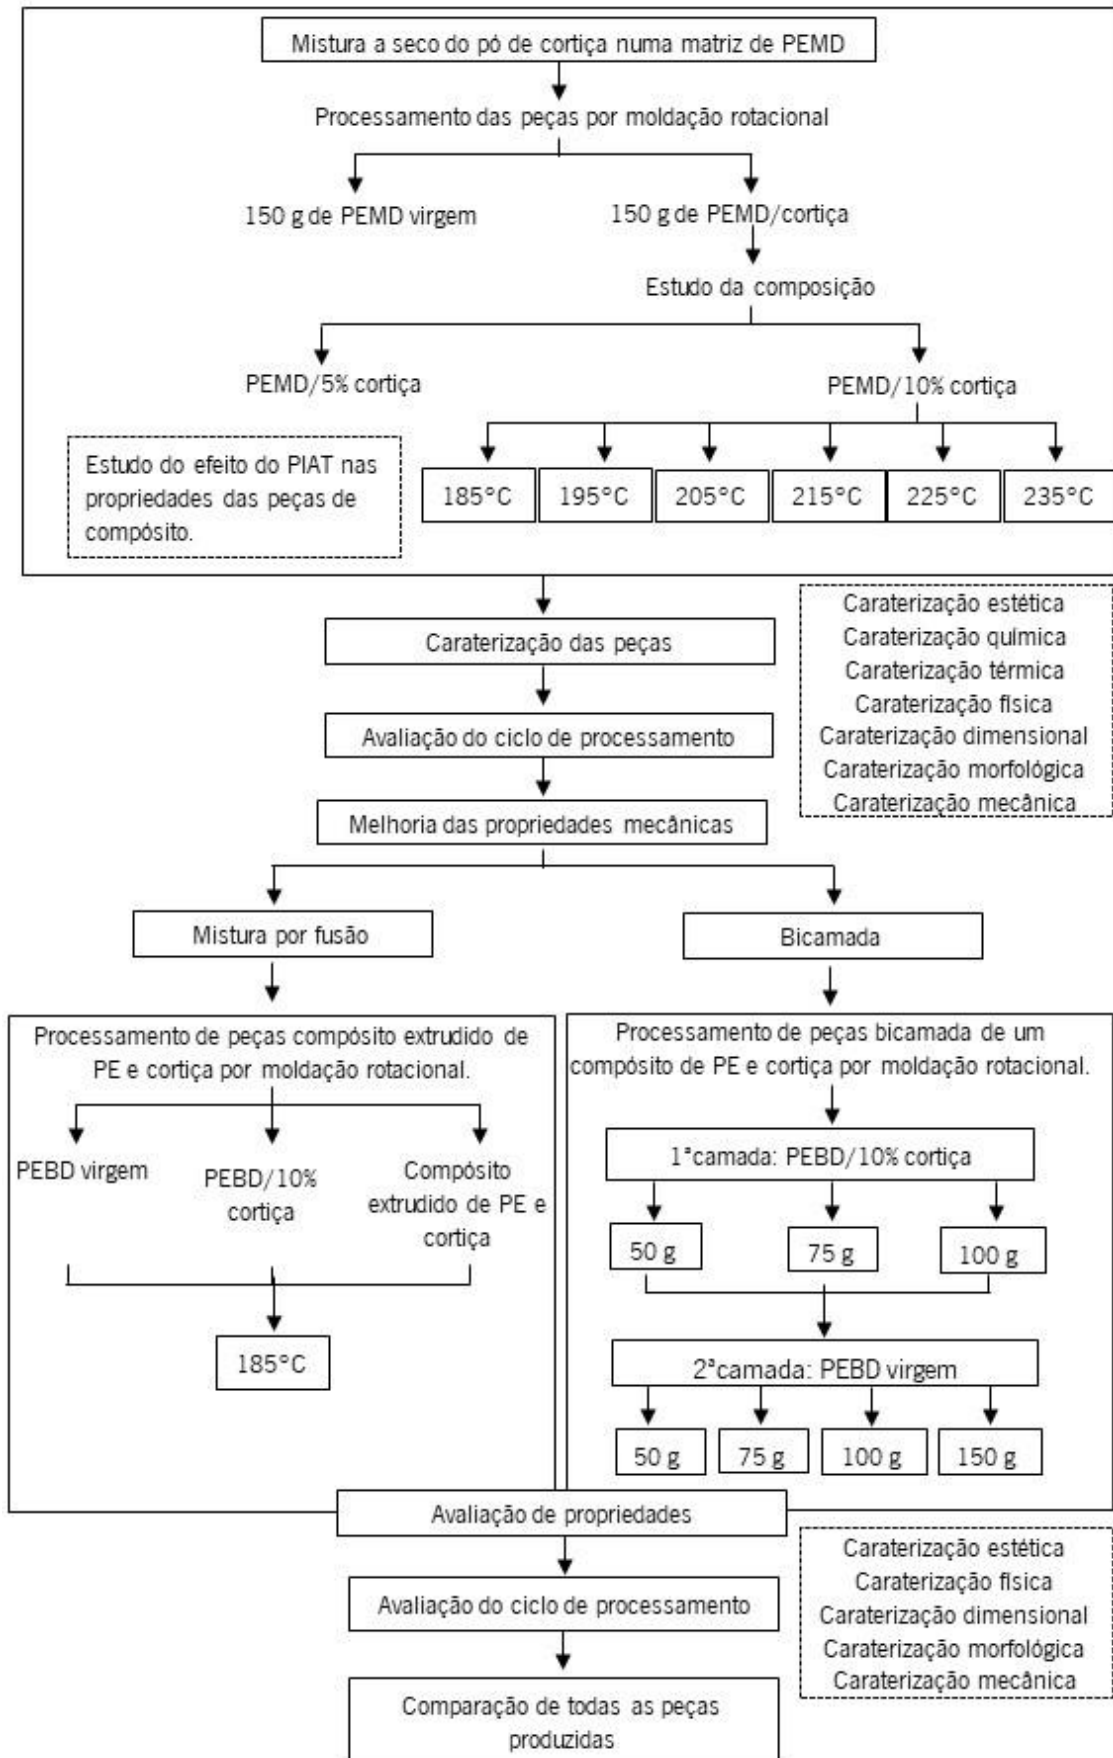 Mistura a seco do pó de cortiça numa matriz de PEMD
Processamento das peças por moldação rotacional
150 g de PEMD virgem
150 g de PEMD/cortiça
Estudo da composição
PEMD/5% cortiça
PEMD/10% cortiça
Estudo do efeito do PIAT nas
propriedades das peças de
compósito.
185°C
195°C
205°C
215°C
225°C
235°C
Caraterização das peças
Avaliação do ciclo de processamento
Melhoria das propriedades mecânicas
Caraterização estética
Caraterização química
Caraterização térmica
Caraterização física
Caraterização dimensional
Caraterização morfológica
Caraterização mecânica
Mistura por fusão
Bicamada
Processamento de peças compósito extrudido de
PE e cortiça por moldação rotacional.
PEBD virgem
PEBD/10%
cortiça
Compósito
extrudido de PE e
cortiça
185°C
Processamento de peças bicamada de um
compósito de PE e cortiça por moldação rotacional.
1ªcamada: PEBD/10% cortiça
50 g
75 g
100 g
2ªcamada: PEBD virgem
50 g
75 g
100 g
150 g
Avaliação de propriedades
Avaliação do ciclo de processamento
Comparação de todas as peças
produzidas
Caraterização estética
Caraterização física
Caraterização dimensional
Caraterização morfológica
Caraterização mecânica